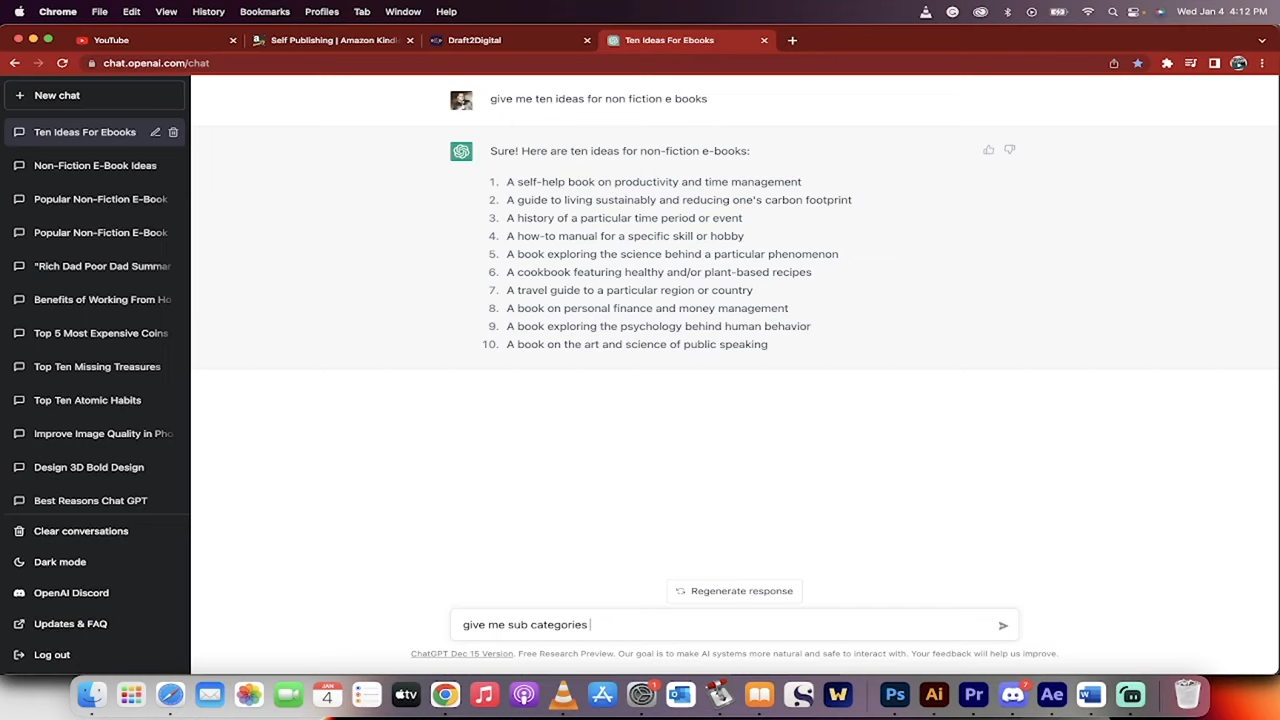 Chrome File Edit View History Bookmarks Profiles Tab Window Help Wed Jan 4 4:12 PM
YouTube Self Publishing | Amazon Kindl Draft2Digital Ten Ideas For Ebooks
chat.openai.com/chat
New chat
Ten Ideas For Ebooks
Non-Fiction E-Book Ideas
Popular Non-Fiction E-Book
Popular Non-Fiction E-Book
"Rich Dad Poor Dad Summar
Benefits of Working From Ho
Top 5 Most Expensive Coins
Top Ten Missing Treasures
Top Ten Atomic Habits
Improve Image Quality in Pho
Design 3D Bold Design
Best Reasons Chat GPT
Clear conversations
Dark mode
OpenAI Discord
Updates & FAQ
Log out
give me ten ideas for non fiction e books
Sure! Here are ten ideas for non-fiction e-books:
1. A self-help book on productivity and time management
2. A guide to living sustainably and reducing one's carbon footprint
3. A history of a particular time period or event
4. A how-to manual for a specific skill or hobby
5. A book exploring the science behind a particular phenomenon
6. A cookbook featuring healthy and/or plant-based recipes
7. A travel guide to a particular region or country
8. A book on personal finance and money management
9. A book exploring the psychology behind human behavior
10. A book on the art and science of public speaking
Regenerate response
give me sub categories
ChatGPT Dec 15 Version. Free Research Preview. Our goal is to make AI systems more natural and safe to interact with. Your feedback will help us improve.
JAN
4
tv
1
W
Ps
Ai
Pr
7
Ae
W